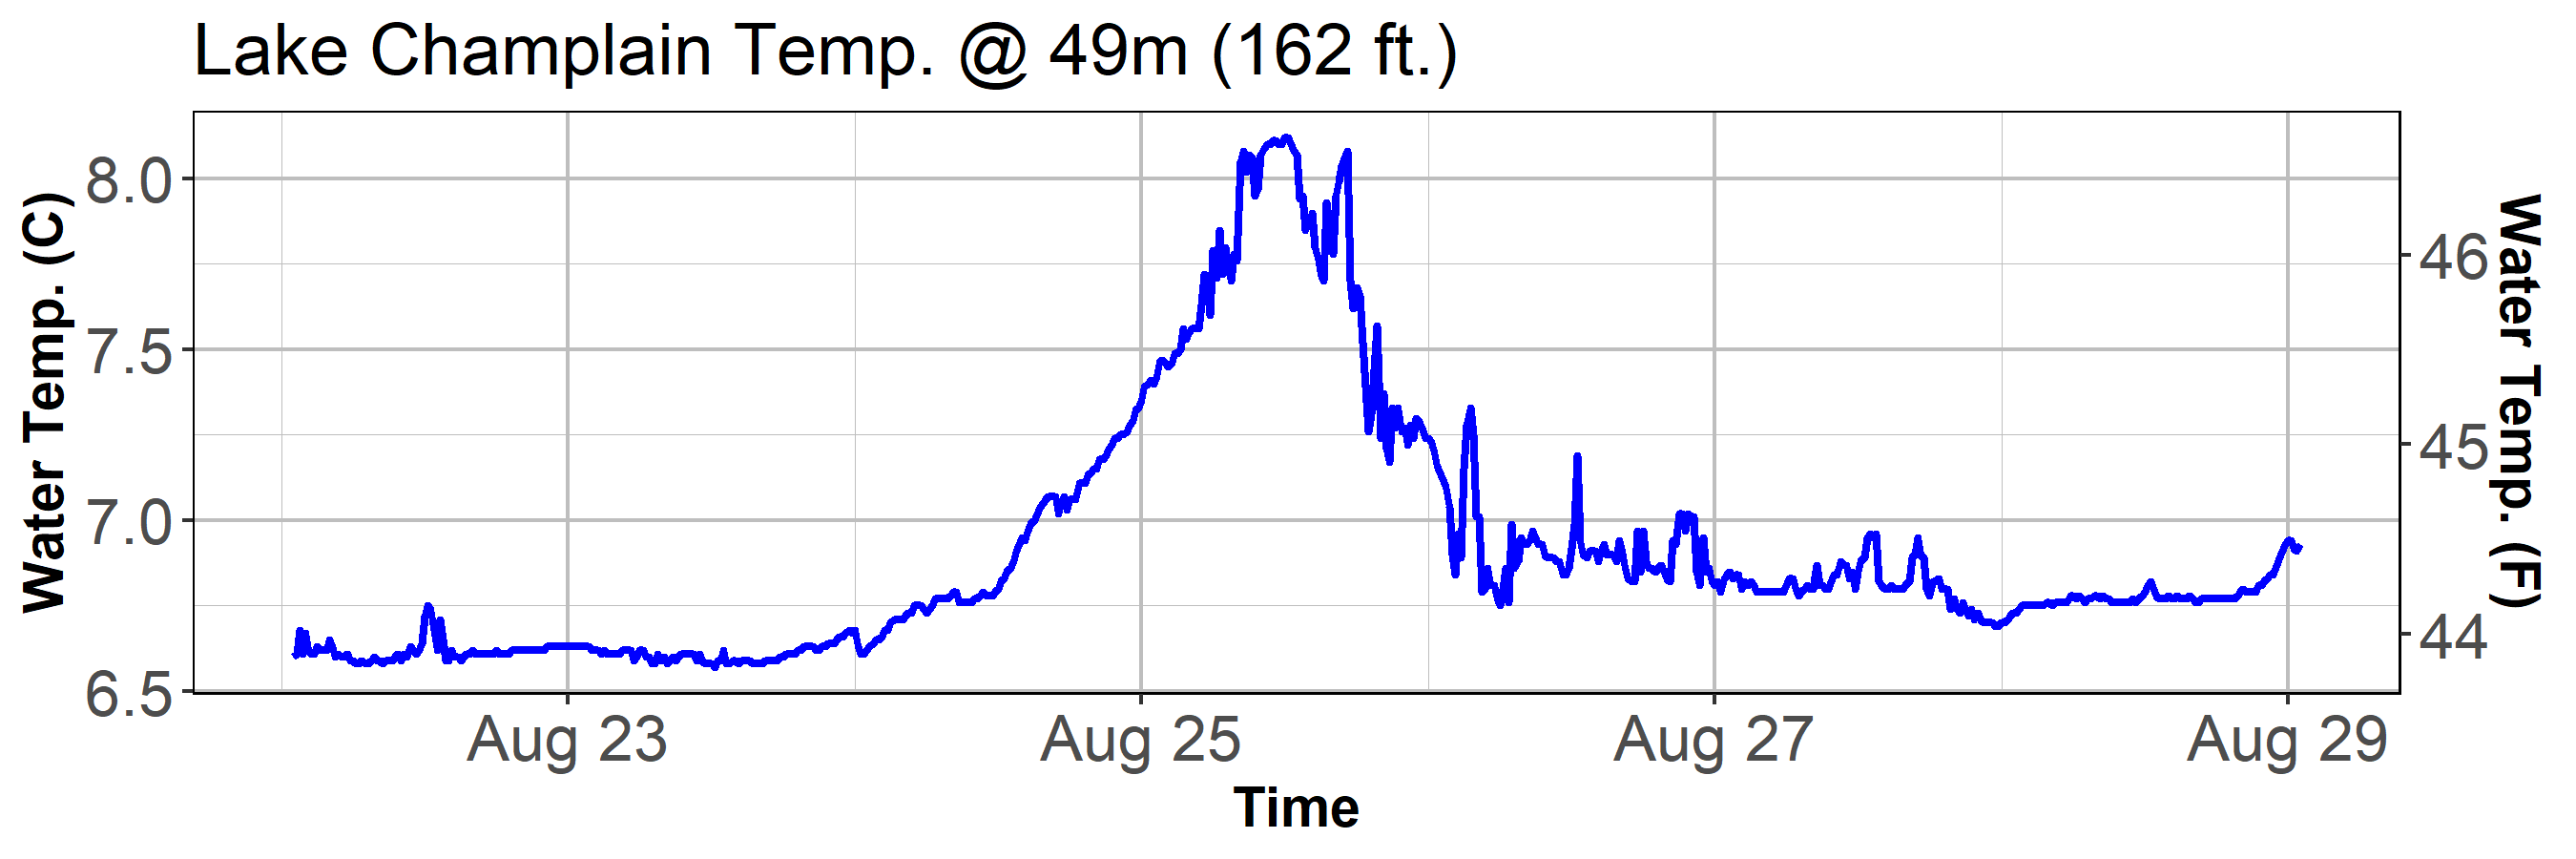 Lake Champlain Temp. @ 49m (162 ft.)
Water Temp. (C)
8.0
7.5
7.0
6.5
46
45
44
Water Temp. (F)
Aug 23 Aug 25 Aug 27 Aug 29
Time